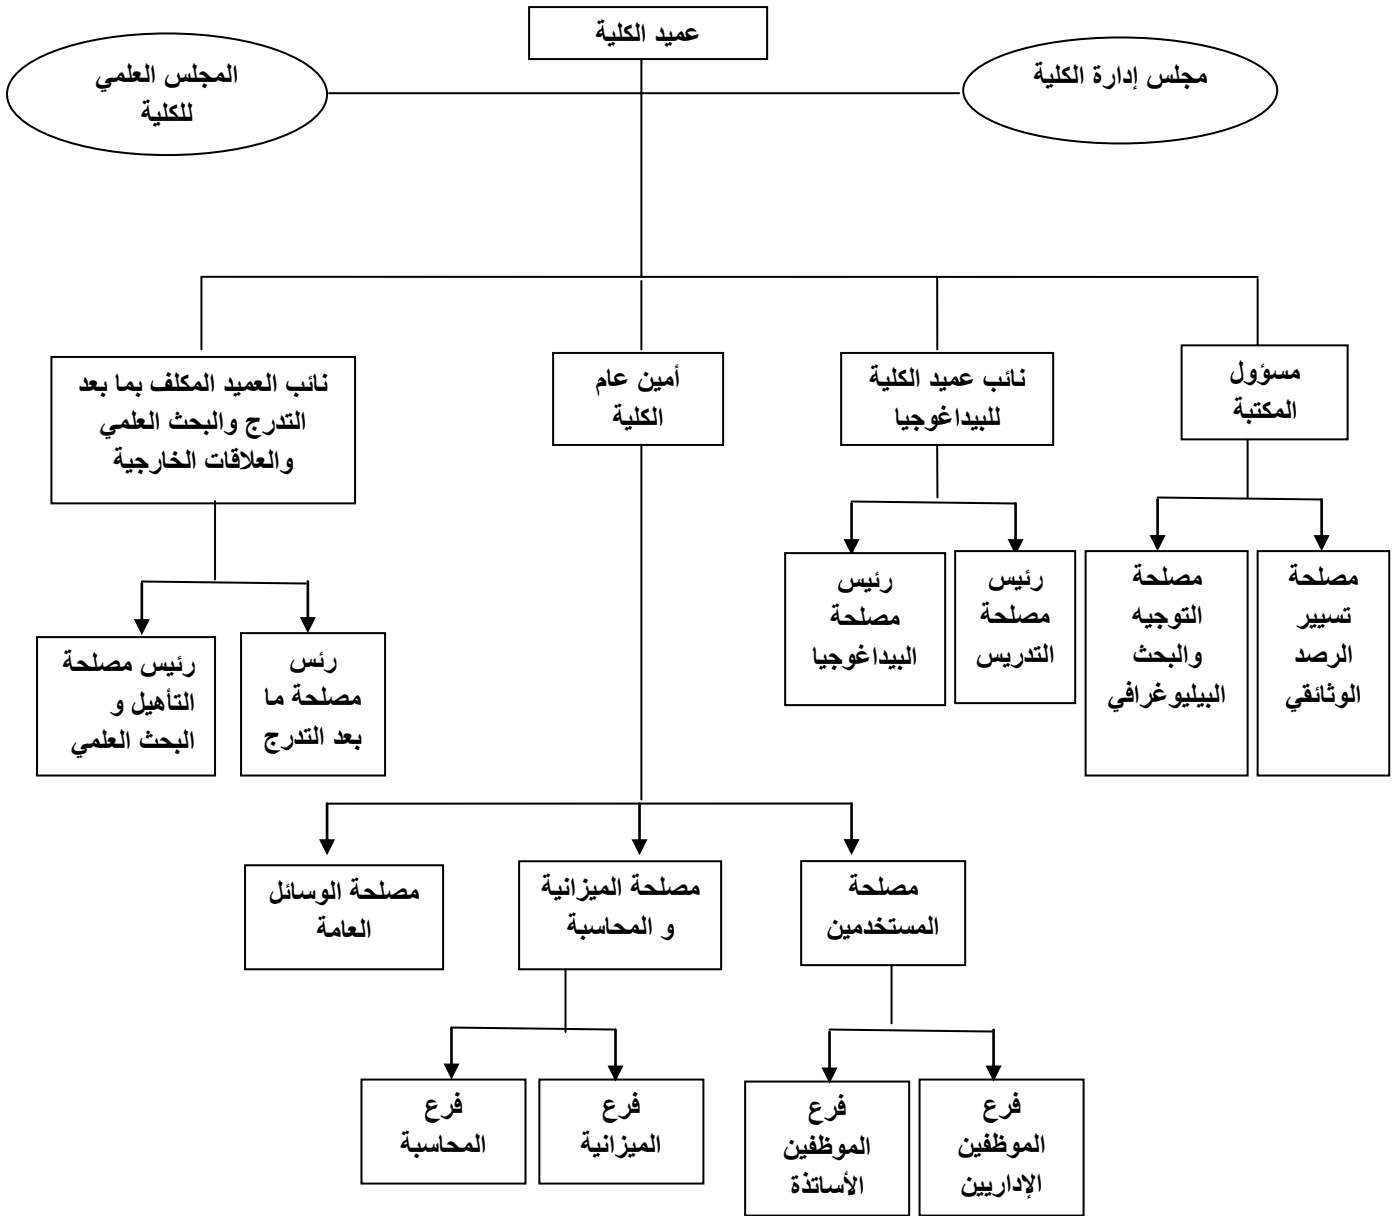 عميد الكلية
مجلس إدارة الكلية
المجلس العلمي
للكلية
مسؤول
المكتبة
نائب عميد الكلية
للبيداغوجيا
أمين عام
الكلية
نائب العميد المكلف بما بعد
التدرج والبحث العلمي
والعلاقات الخارجية
مصلحة
تسيير
الرصد
الوثائقي
مصلحة
التوجيه
والبحث
البيليوغرافي
رئيس
مصلحة
التدريس
رئيس
مصلحة
البيداغوجيا
رئس
مصلحة ما
بعد التدرج
رئيس مصلحة
التأهيل و
البحث العلمي
مصلحة
المستخدمين
مصلحة الميزانية
و المحاسبة
مصلحة الوسائل
العامة
فرع
الموظفين
الإداريين
فرع
الموظفين
الأساتذة
فرع
الميزانية
فرع
المحاسبة